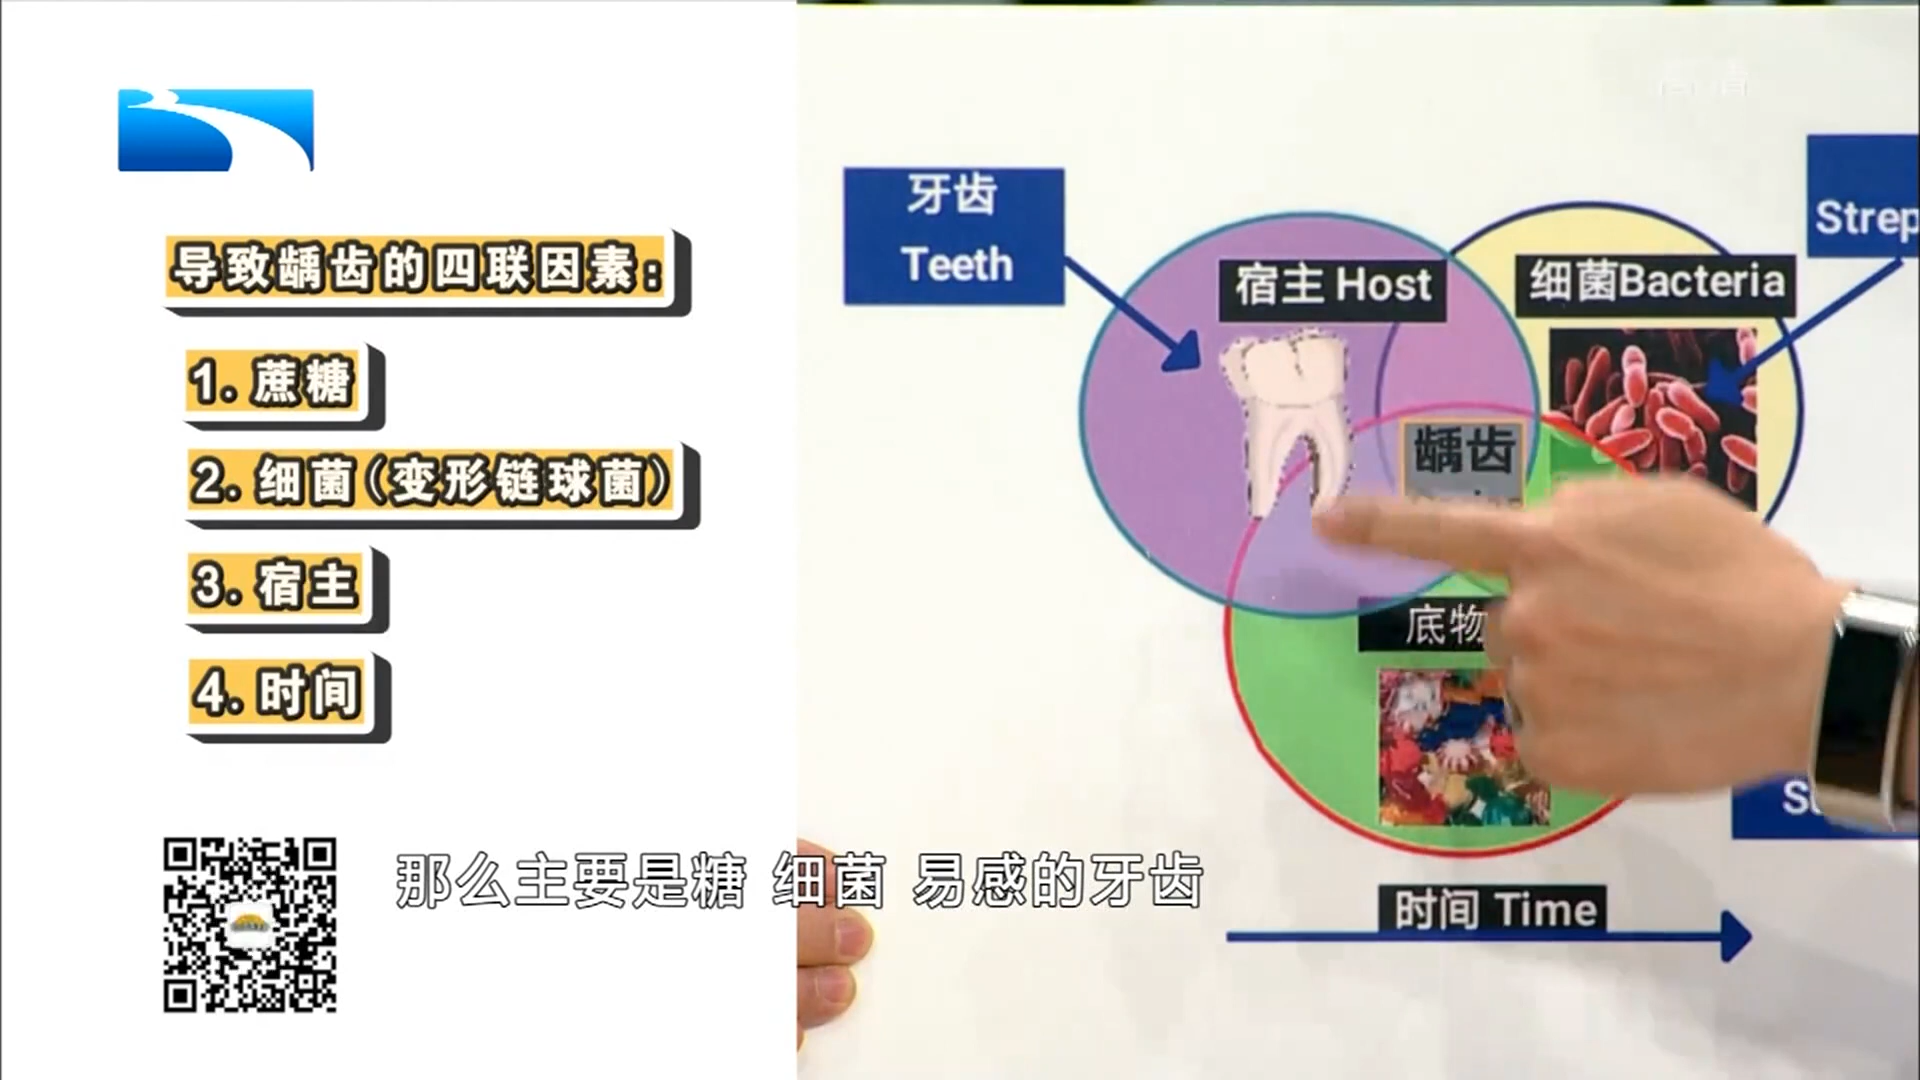 导致龋齿的四联因素:
1.蔗糖
2.细菌(变形链球菌)
3.宿主
4.时间
高清
牙齿
Teeth
宿主 Host
细菌Bacteria
Strep
龋齿
底物
时间 Time
那么主要是糖 细菌 易感的牙齿